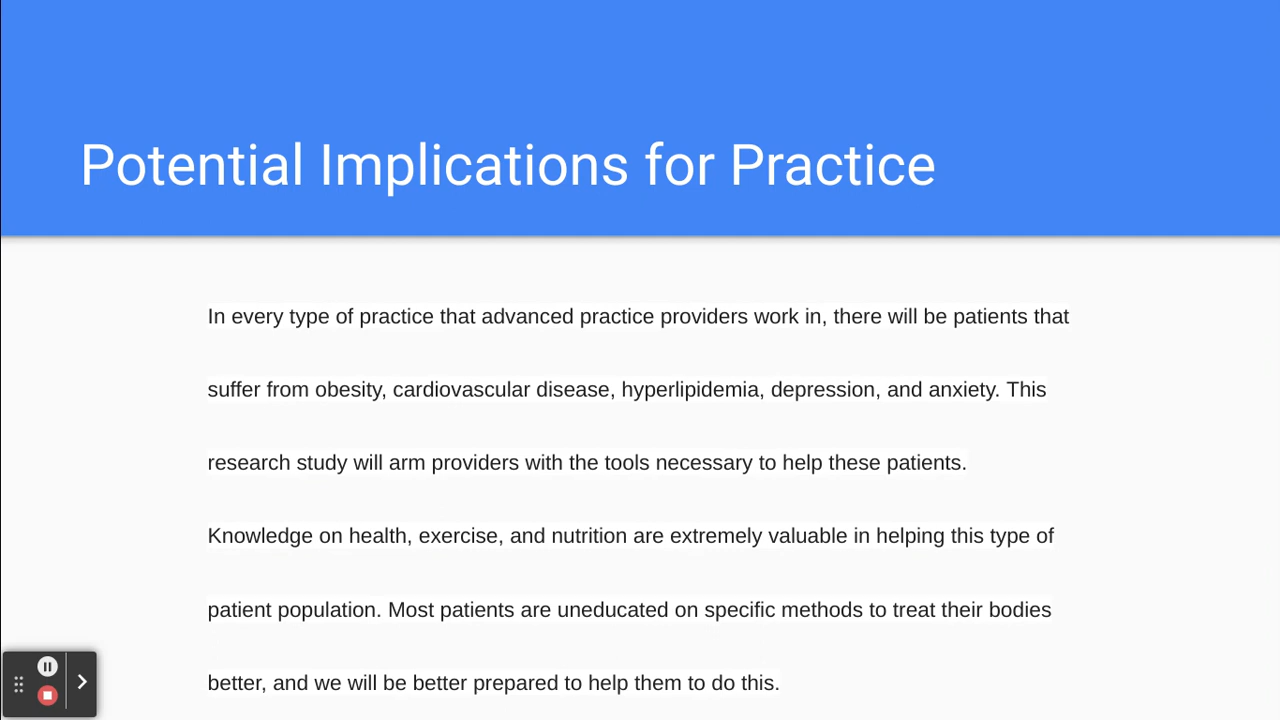 Potential Implications for Practice
In every type of practice that advanced practice providers work in, there will be patients that
suffer from obesity, cardiovascular disease, hyperlipidemia, depression, and anxiety. This
research study will arm providers with the tools necessary to help these patients.
Knowledge on health, exercise, and nutrition are extremely valuable in helping this type of
patient population. Most patients are uneducated on specific methods to treat their bodies
better, and we will be better prepared to help them to do this.